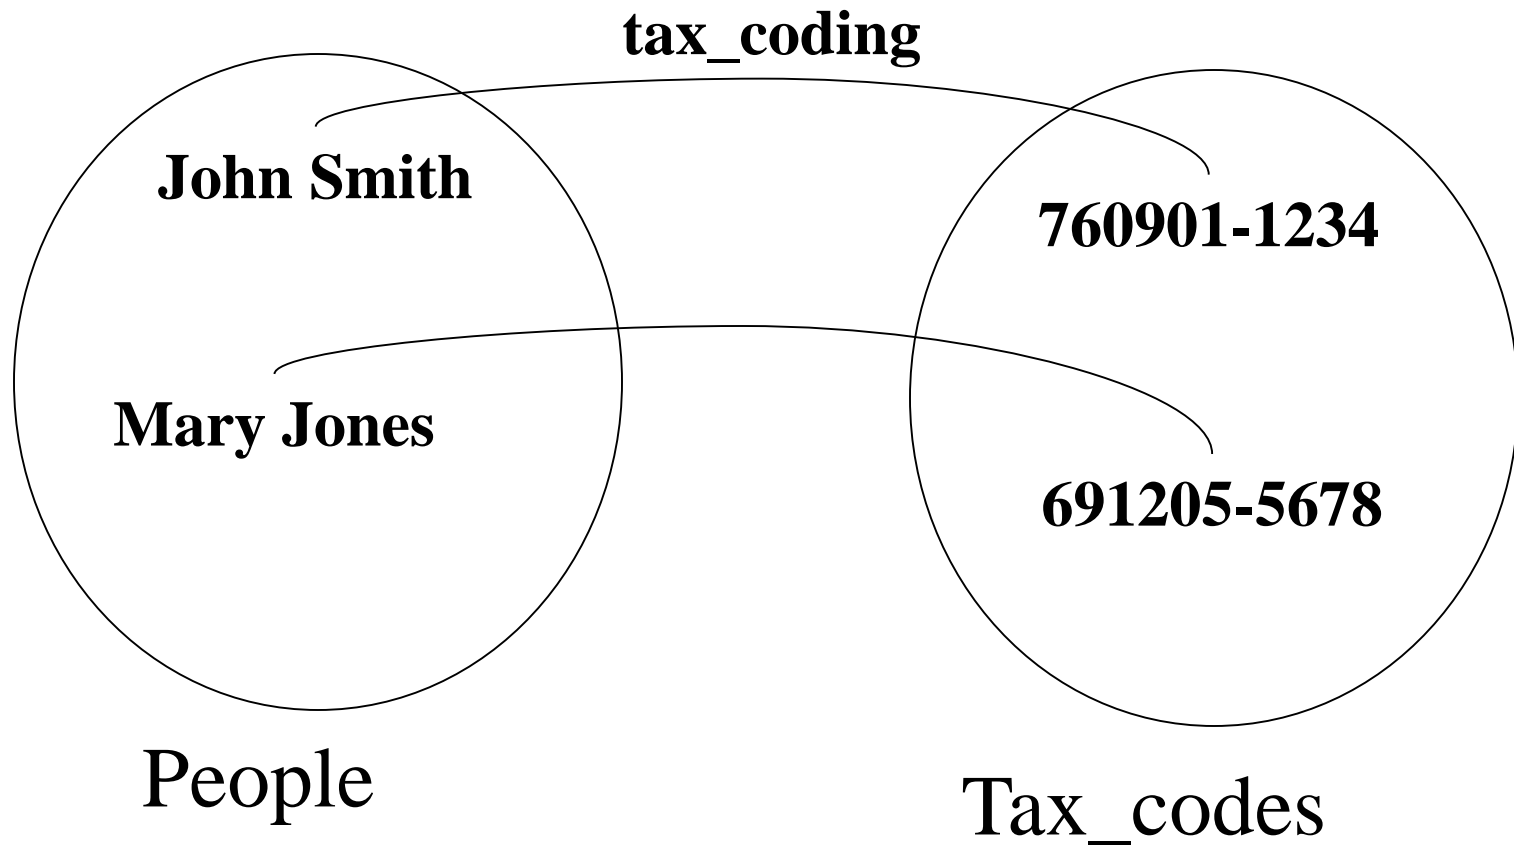 tax_coding
John Smith
760901-1234
Mary Jones
691205-5678
People
Tax_codes